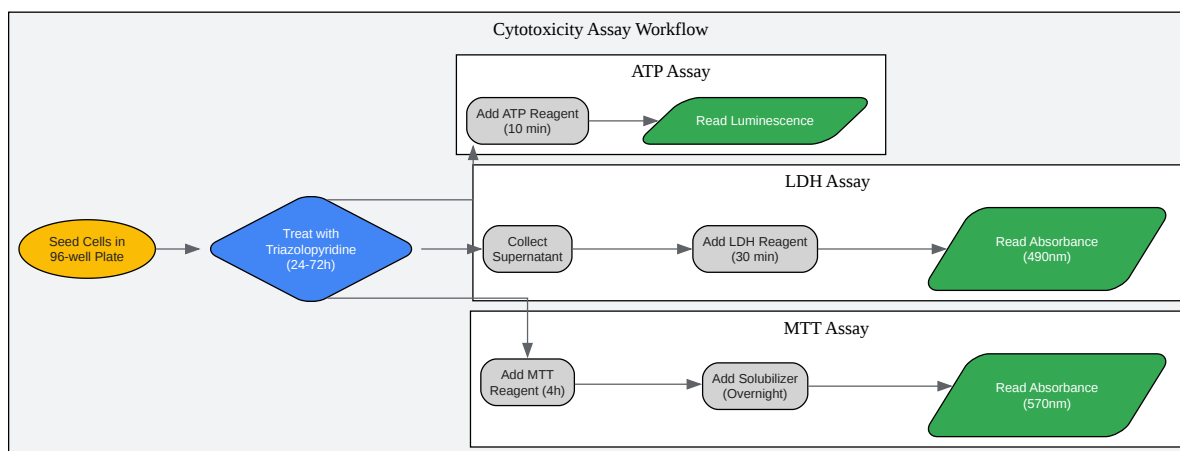 Cytotoxicity Assay Workflow
ATP Assay
Add ATP Reagent
(10 min)
Read Luminescence
LDH Assay
Seed Cells in
96-well Plate
Treat with
Triazolopyridine
(24-72h)
Collect
Supernatant
Add LDH Reagent
(30 min)
Read Absorbance
(490nm)
MTT Assay
Add MTT
Reagent (4h)
Add Solubilizer
(Overnight)
Read Absorbance
(570nm)